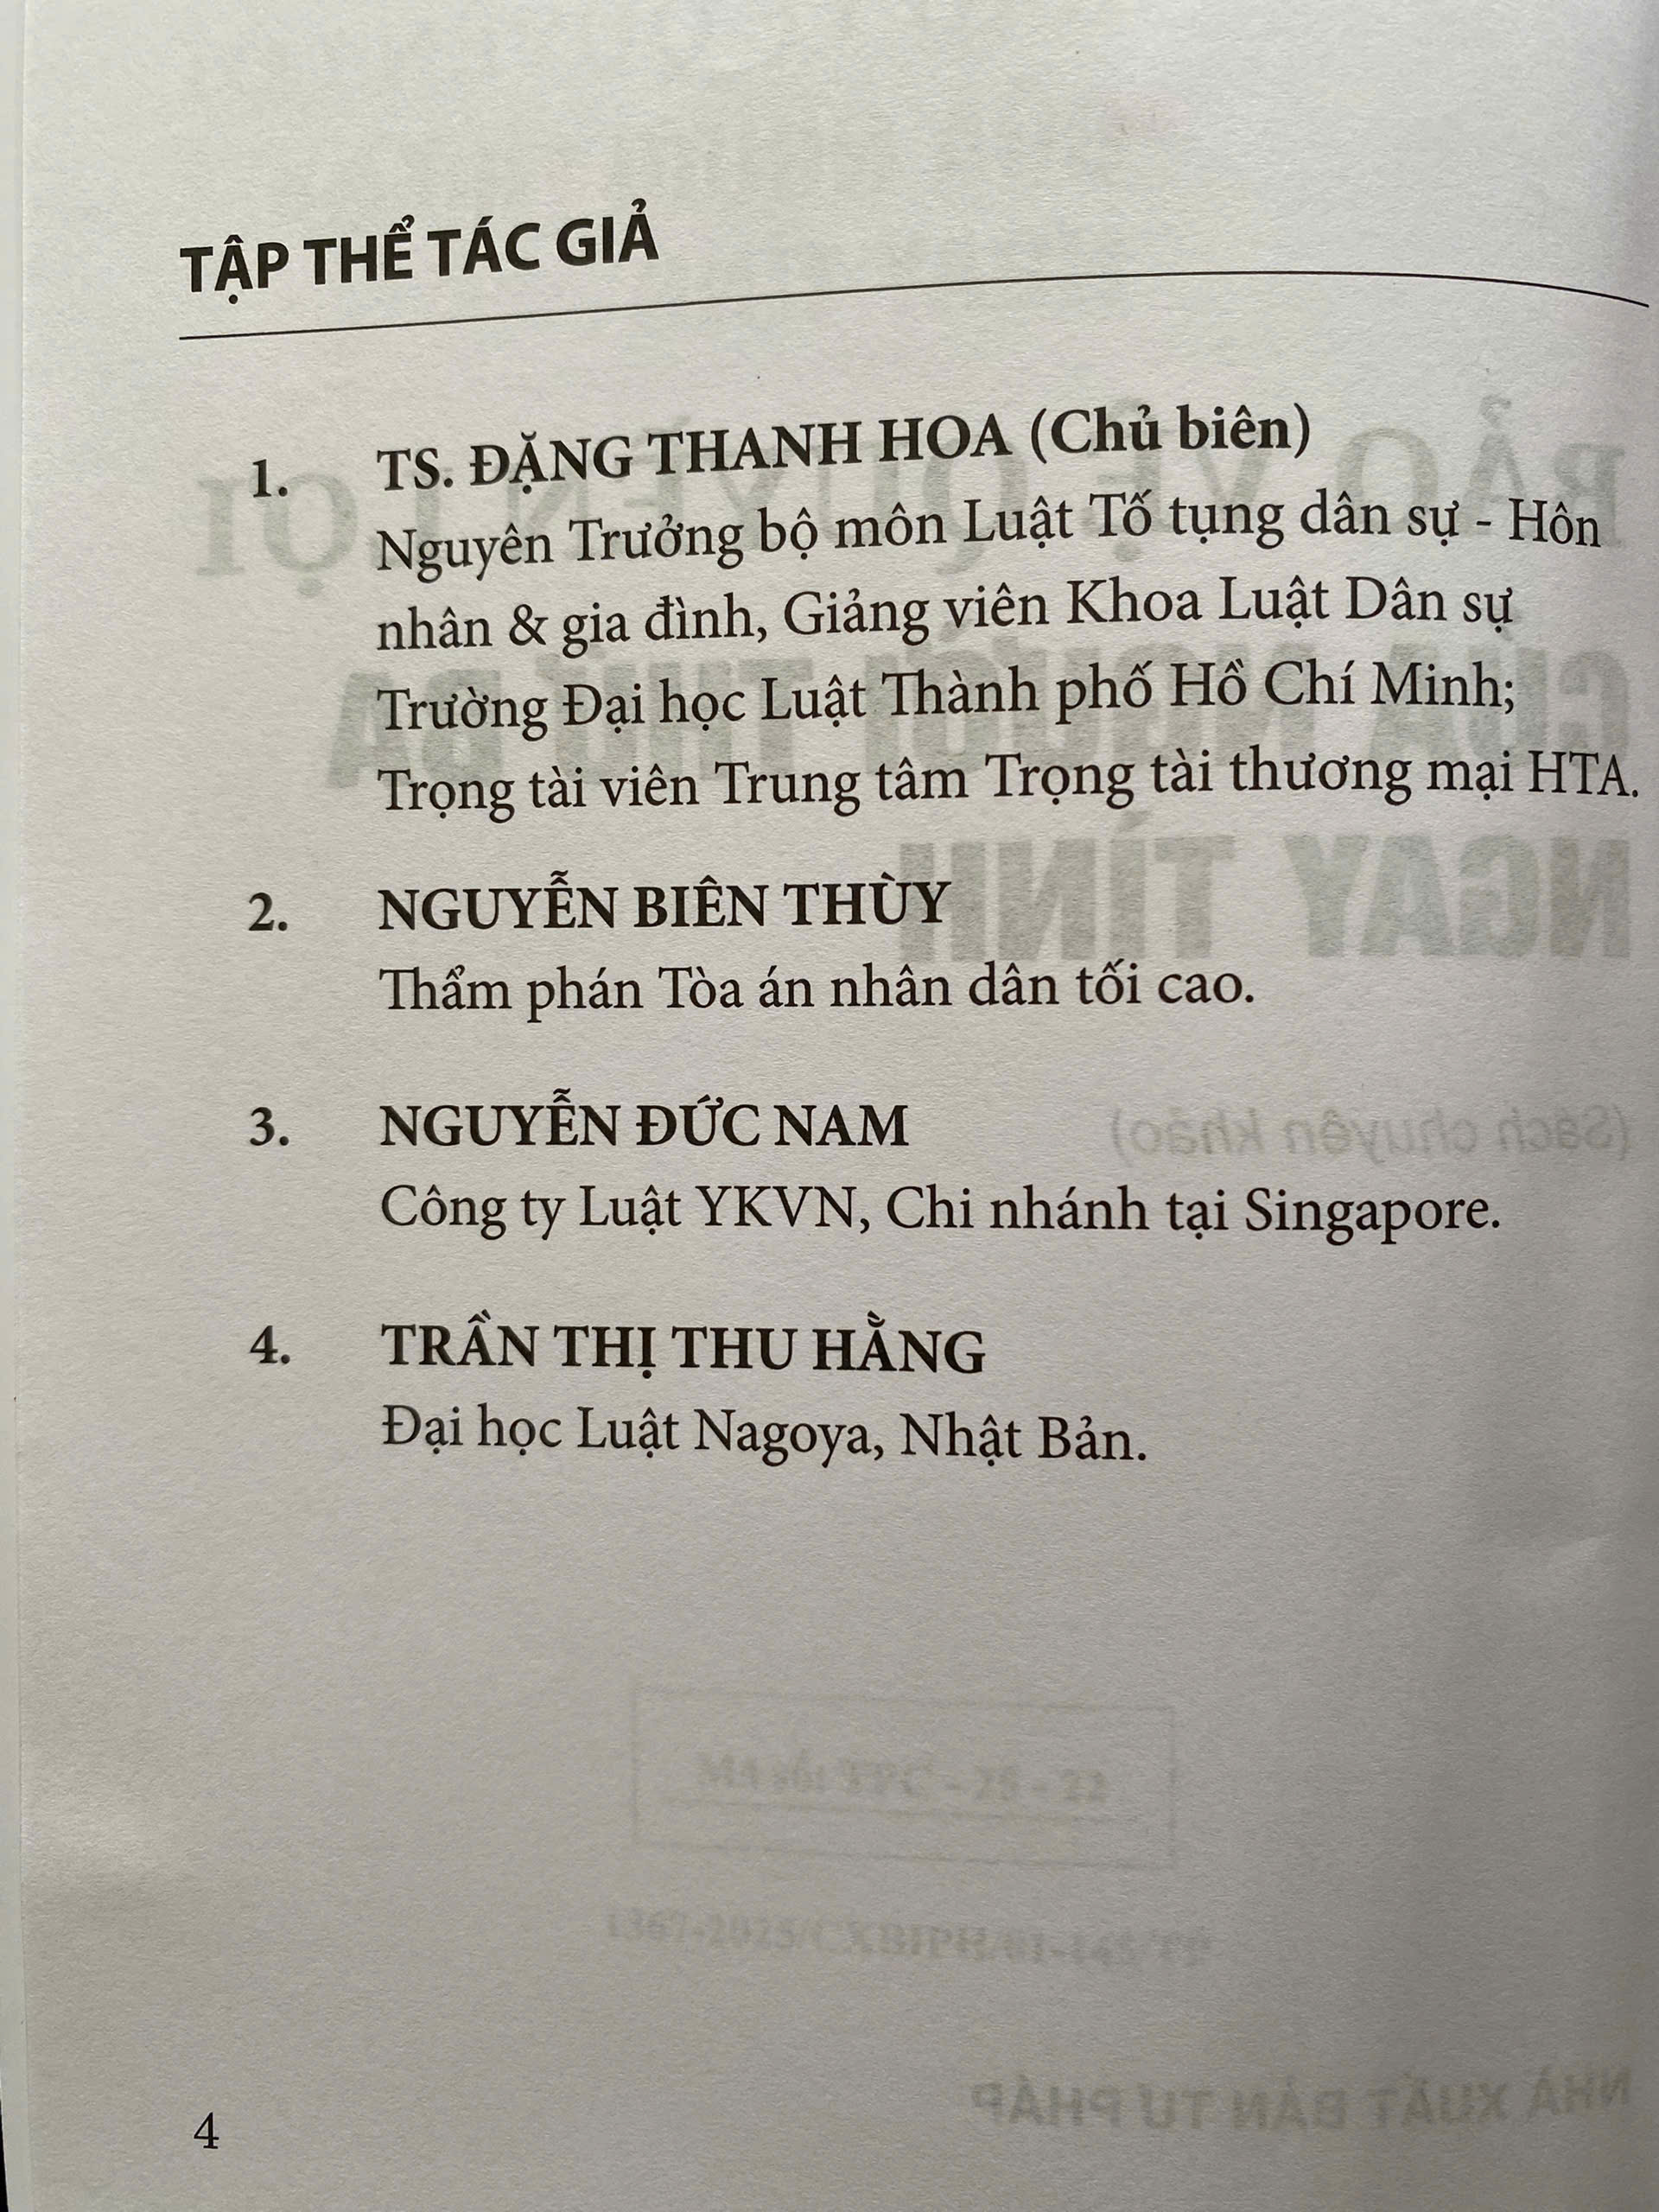 TẬP THỂ TÁC GIẢ
1. TS. ĐẶNG THANH HOA (Chủ biên)
Nguyên Trưởng bộ môn Luật Tố tụng dân sự - Hôn
nhân & gia đình, Giảng viên Khoa Luật Dân sự
Trường Đại học Luật Thành phố Hồ Chí Minh;
Trọng tài viên Trung tâm Trọng tài thương mại HTA.
2. NGUYỄN BIÊN THÙY
Thẩm phán Tòa án nhân dân tối cao.
3. NGUYỄN ĐỨC NAM
Công ty Luật YKVN, Chi nhánh tại Singapore.
4. TRẦN THỊ THU HẰNG
Đại học Luật Nagoya, Nhật Bản.
4